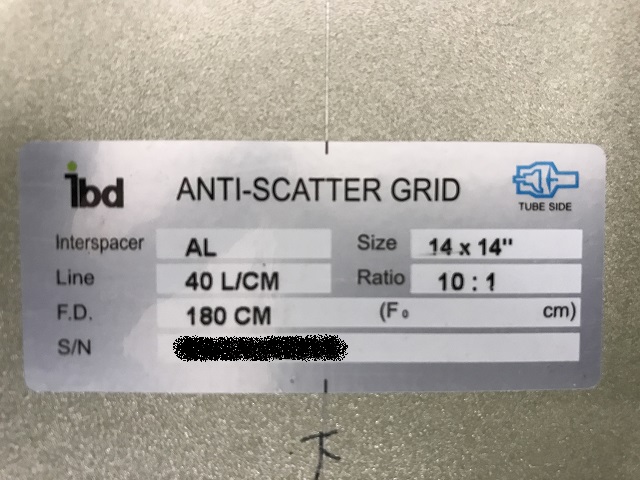 ibd ANTI-SCATTER GRID
TUBE SIDE
Interspacer AL Size 14 x 14"
Line 40 L/CM Ratio 10 : 1
F.D. 180 CM (F₀ cm)
S/N
下